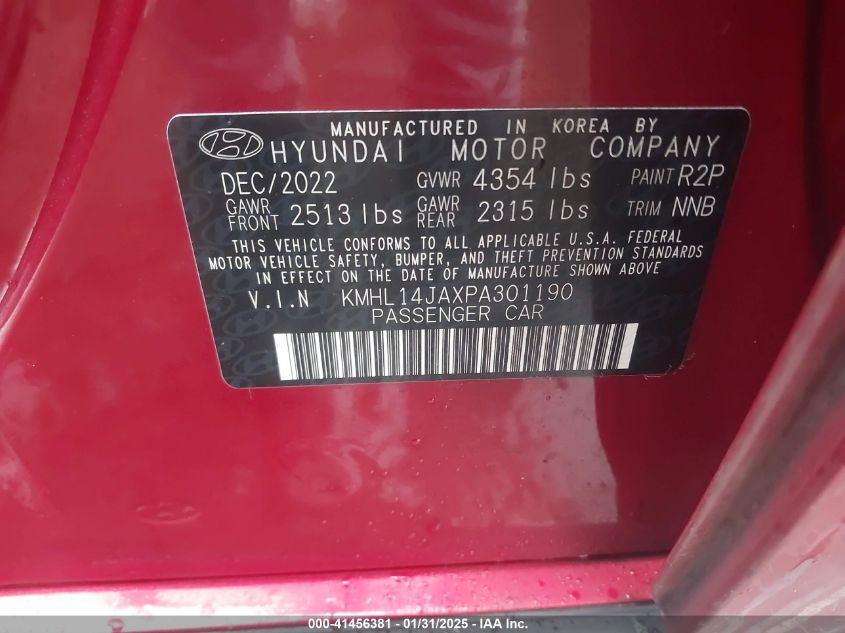 MANUFACTURED IN KOREA BY
HYUNDAI MOTOR COMPANY
DEC/2022 GVWR 4354 lbs PAINT R2P
GAWR FRONT 2513 lbs GAWR REAR 2315 lbs TRIM NNB
THIS VEHICLE CONFORMS TO ALL APPLICABLE U.S.A. FEDERAL
MOTOR VEHICLE SAFETY, BUMPER, AND THEFT PREVENTION STANDARDS
IN EFFECT ON THE DATE OF MANUFACTURE SHOWN ABOVE
V.I.N KMHL14JAXPA301190
PASSENGER CAR
000-41456381 - 01/31/2025 - IAA Inc.